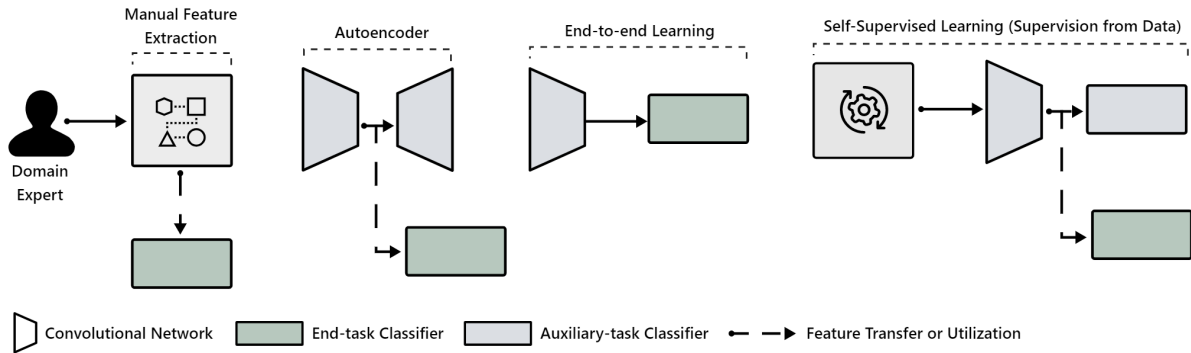 Manual Feature
Extraction
Autoencoder
End-to-end Learning
Self-Supervised Learning (Supervision from Data)
Domain
Expert
Convolutional Network
End-task Classifier
Auxiliary-task Classifier
Feature Transfer or Utilization